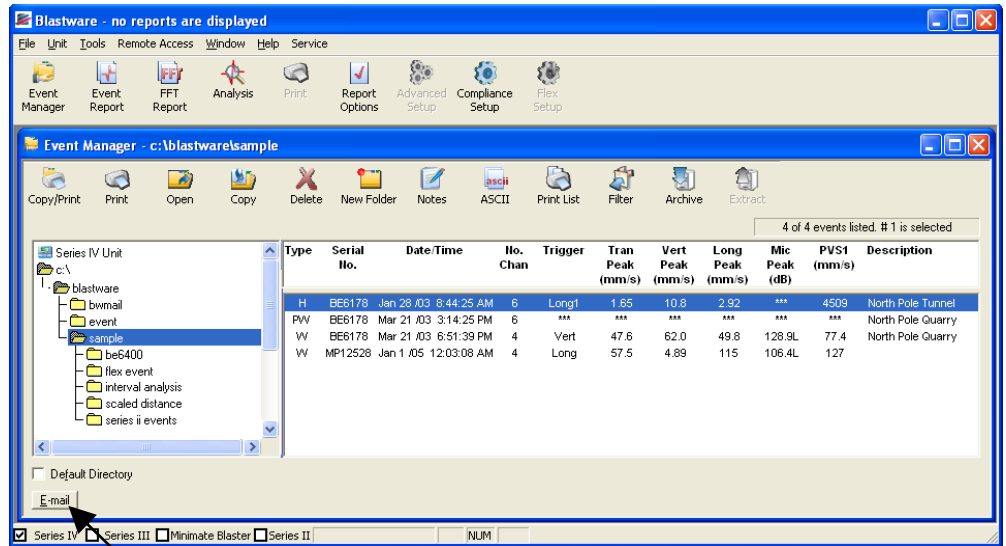 Blastware - no reports are displayed
File Unit Tools Remote Access Window Help Service
Event Manager
Event Report
FFT Report
Analysis
Print
Report Options
Advanced Setup
Compliance Setup
Flex Setup
Event Manager - c:\blastware\sample
Copy/Print Print Open Copy Delete New Folder Notes ASCII Print List Filter Archive Extract
4 of 4 events listed. # 1 is selected
Series IV Unit
c:\
blastware
bwmail
event
sample
be6400
flex event
interval analysis
scaled distance
series ii events
Type Serial No. Date/Time No. Chan Trigger Tran Peak (mm/s) Vert Peak (mm/s) Long Peak (mm/s) Mic Peak (dB) PVS1 (mm/s) Description
H BE6178 Jan 28 /03 8:44:25 AM 6 Long1 1.65 10.8 2.92 *** 4509 North Pole Tunnel
PW BE6178 Mar 21 /03 3:14:25 PM 6 *** *** *** *** *** *** North Pole Quarry
W BE6178 Mar 21 /03 6:51:39 PM 4 Vert 47.6 62.0 49.8 128.9L 77.4 North Pole Quarry
W MP12528 Jan 1 /05 12:03:08 AM 4 Long 57.5 4.89 115 106.4L 127
Default Directory
E-mail
Series IV Series III Minimate Blaster Series II NUM